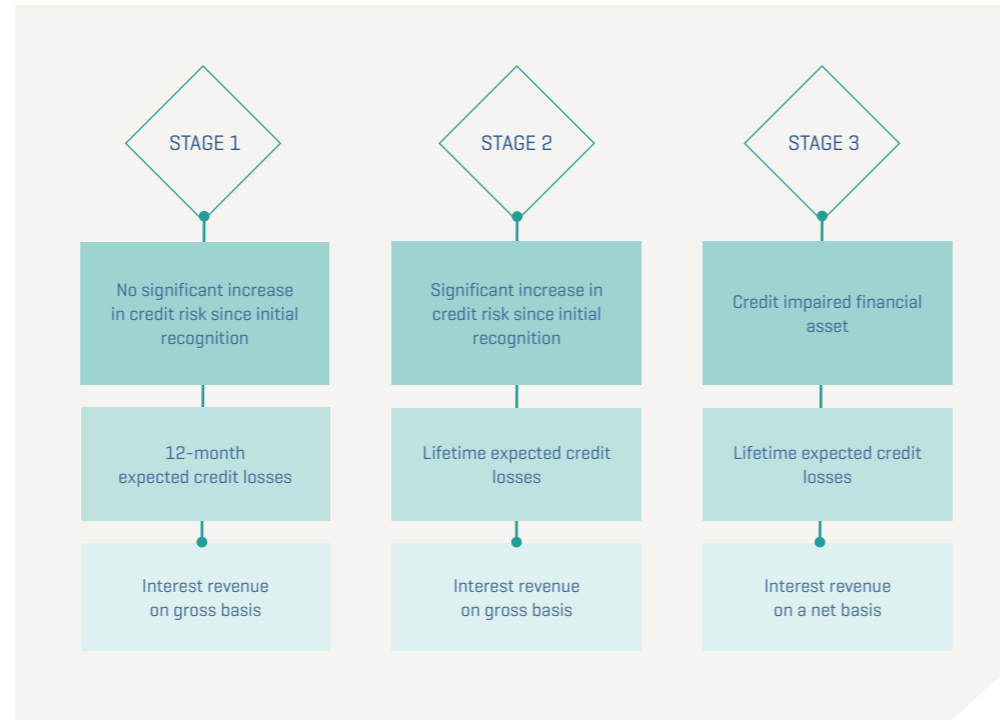 STAGE 1
No significant increase
in credit risk since initial
recognition
12-month
expected credit losses
Interest revenue
on gross basis
STAGE 2
Significant increase in
credit risk since initial
recognition
Lifetime expected credit
losses
Interest revenue
on gross basis
STAGE 3
Credit impaired financial
asset
Lifetime expected credit
losses
Interest revenue
on a net basis